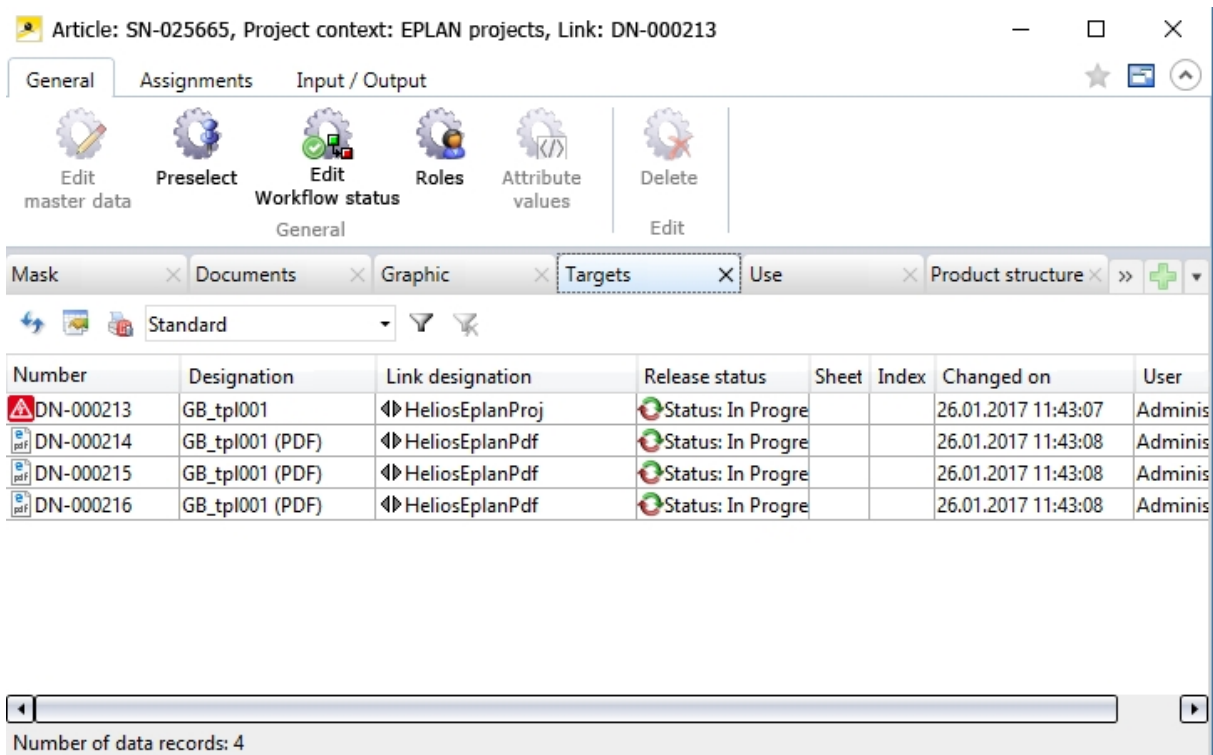 Article: SN-025665, Project context: EPLAN projects, Link: DN-000213
General Assignments Input / Output
Edit master data Preselect Edit Workflow status Roles Attribute values Delete
General Edit
Mask Documents Graphic Targets Use Product structure
Standard
Number Designation Link designation Release status Sheet Index Changed on User
DN-000213 GB_tpl001 HeliosEplanProj Status: In Progre 26.01.2017 11:43:07 Adminis
DN-000214 GB_tpl001 (PDF) HeliosEplanPdf Status: In Progre 26.01.2017 11:43:08 Adminis
DN-000215 GB_tpl001 (PDF) HeliosEplanPdf Status: In Progre 26.01.2017 11:43:08 Adminis
DN-000216 GB_tpl001 (PDF) HeliosEplanPdf Status: In Progre 26.01.2017 11:43:08 Adminis
Number of data records: 4